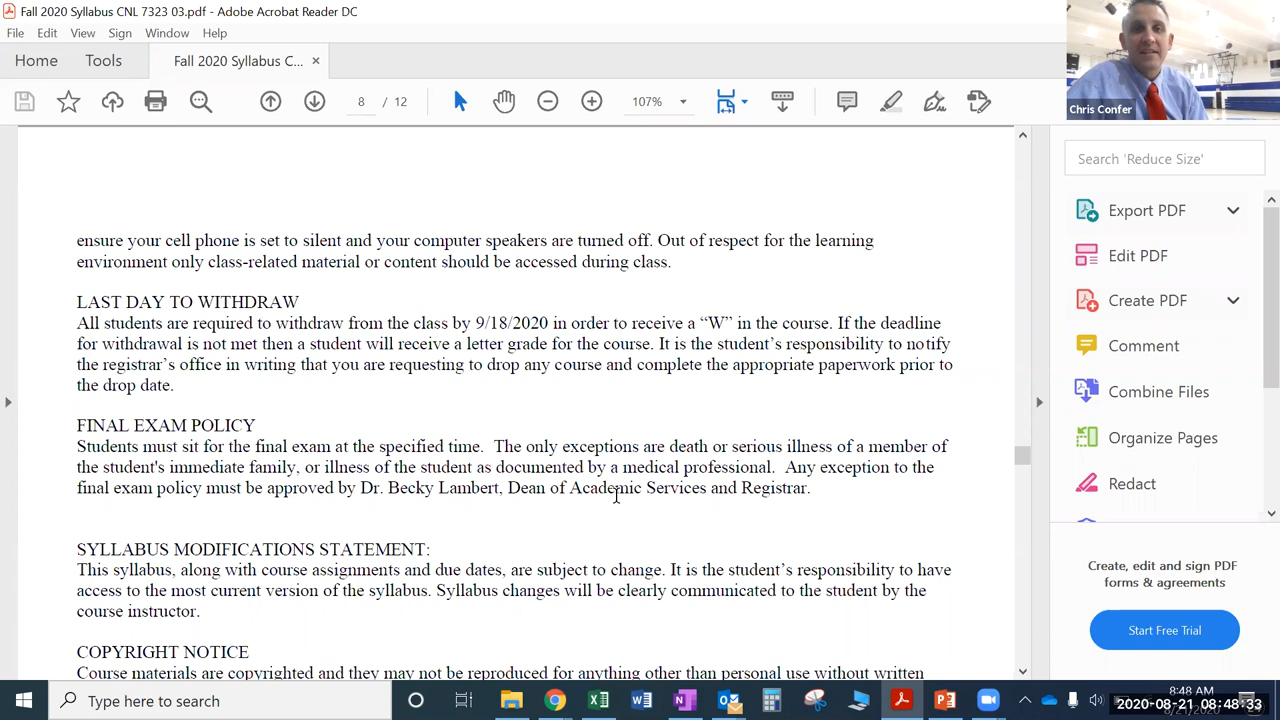 Fall 2020 Syllabus CNL 7323 03.pdf - Adobe Acrobat Reader DC
File Edit View Sign Window Help
Home Tools Fall 2020 Syllabus C... ×
8 / 12 107%
Chris Confer
Search 'Reduce Size'
Export PDF
Edit PDF
Create PDF
Comment
Combine Files
Organize Pages
Redact
Create, edit and sign PDF
forms & agreements
Start Free Trial
ensure your cell phone is set to silent and your computer speakers are turned off. Out of respect for the learning
environment only class-related material or content should be accessed during class.
LAST DAY TO WITHDRAW
All students are required to withdraw from the class by 9/18/2020 in order to receive a “W” in the course. If the deadline
for withdrawal is not met then a student will receive a letter grade for the course. It is the student’s responsibility to notify
the registrar’s office in writing that you are requesting to drop any course and complete the appropriate paperwork prior to
the drop date.
FINAL EXAM POLICY
Students must sit for the final exam at the specified time. The only exceptions are death or serious illness of a member of
the student's immediate family, or illness of the student as documented by a medical professional. Any exception to the
final exam policy must be approved by Dr. Becky Lambert, Dean of Academic Services and Registrar.
SYLLABUS MODIFICATIONS STATEMENT:
This syllabus, along with course assignments and due dates, are subject to change. It is the student’s responsibility to have
access to the most current version of the syllabus. Syllabus changes will be clearly communicated to the student by the
course instructor.
COPYRIGHT NOTICE
Course materials are copyrighted and they may not be reproduced for anything other than personal use without written
Type here to search
8:48 AM
2020-08-21 08:48:33